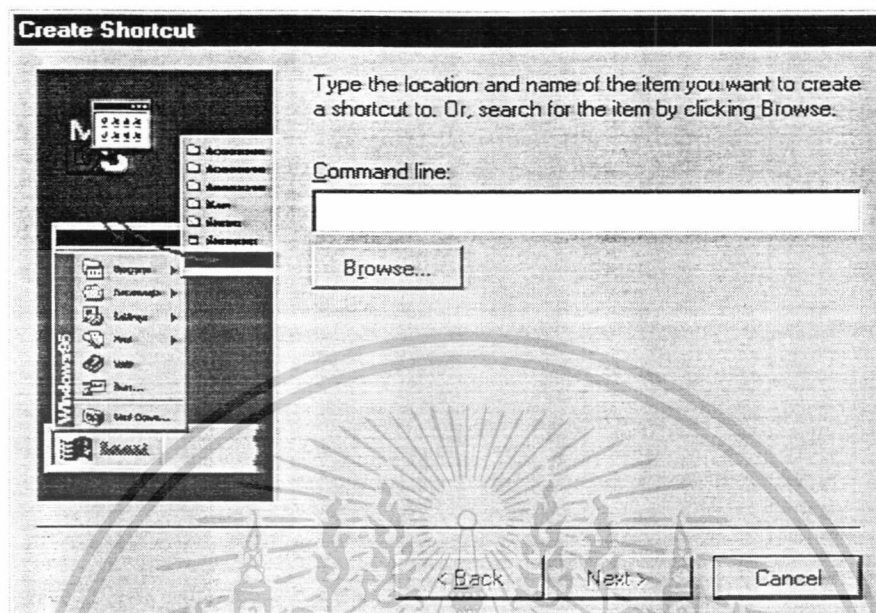 Create Shortcut
Type the location and name of the item you want to create
a shortcut to. Or, search for the item by clicking Browse.
Command line:
Browse...
Windows95
< Back
Next >
Cancel